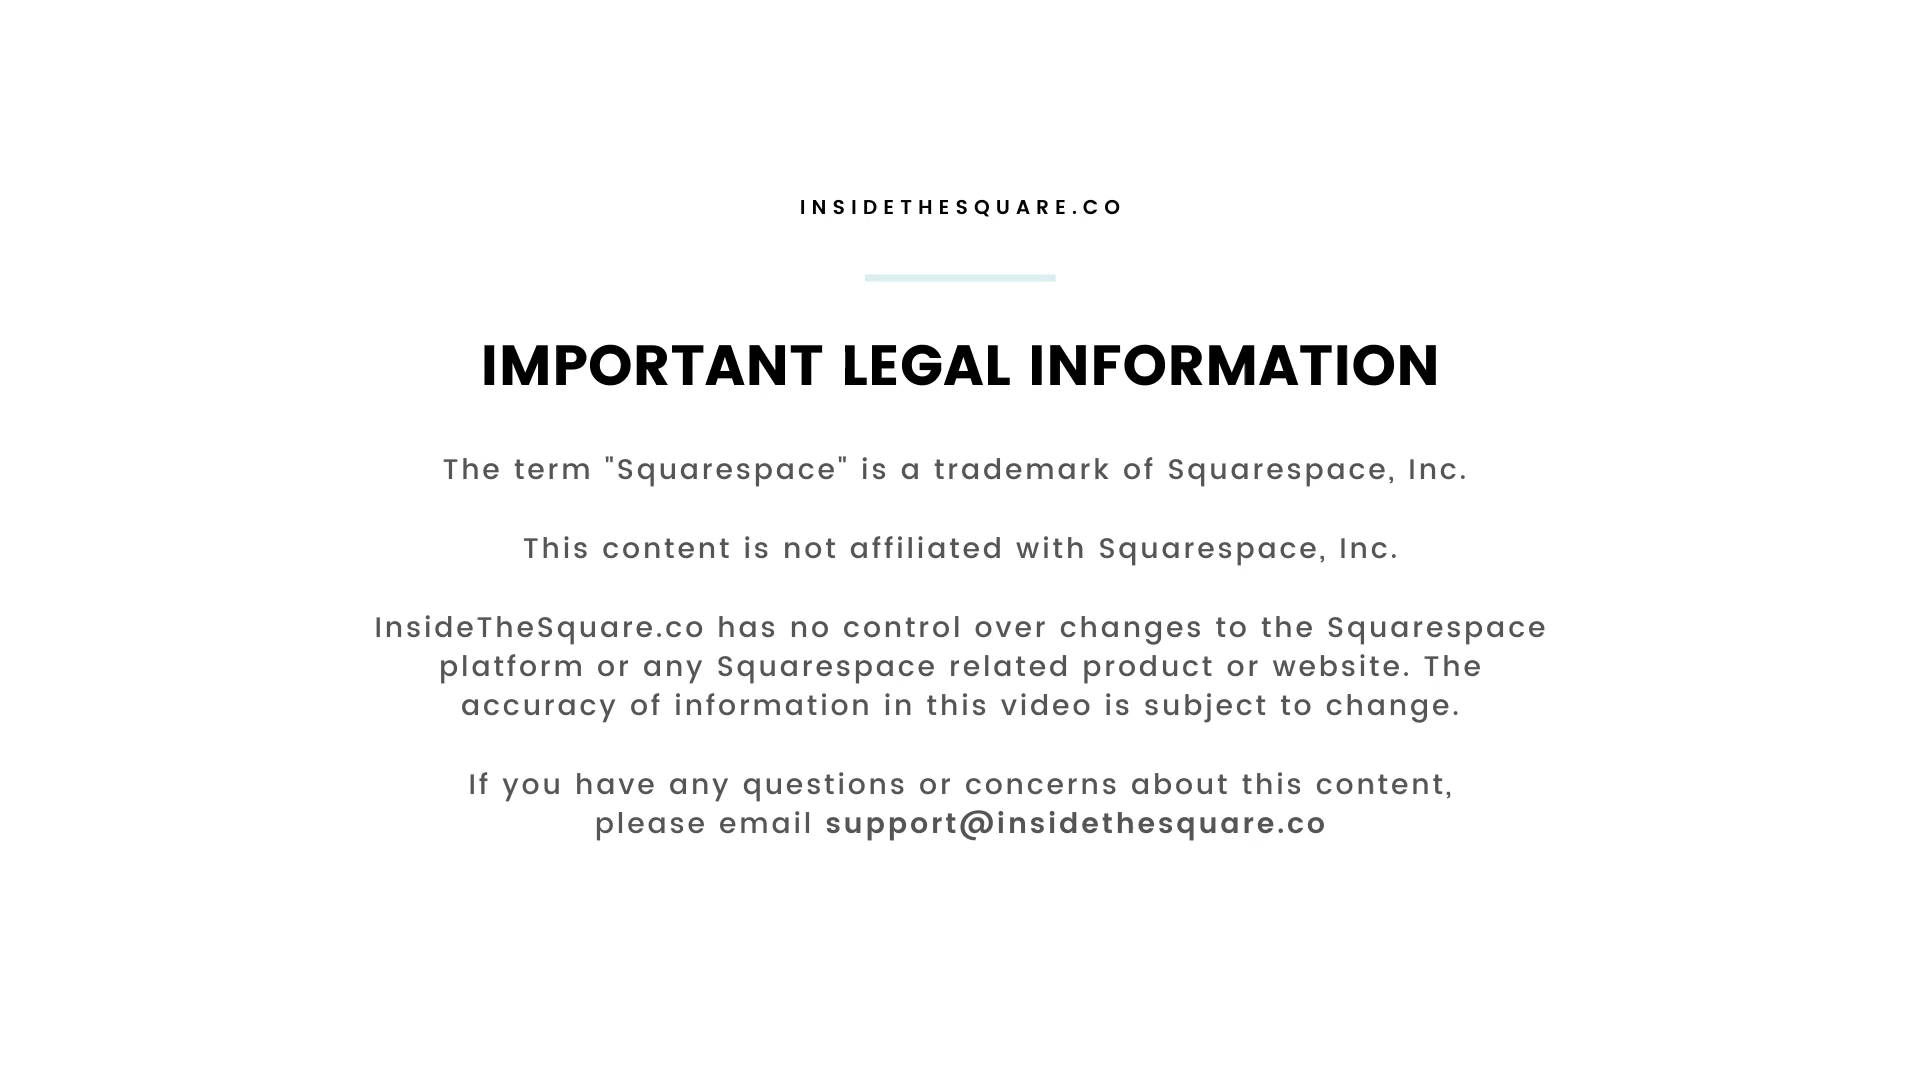 INSIDETHESQUARE.CO
IMPORTANT LEGAL INFORMATION
The term "Squarespace" is a trademark of Squarespace, Inc.
This content is not affiliated with Squarespace, Inc.
InsideTheSquare.co has no control over changes to the Squarespace
platform or any Squarespace related product or website. The
accuracy of information in this video is subject to change.
If you have any questions or concerns about this content,
please email support@insidethesquare.co